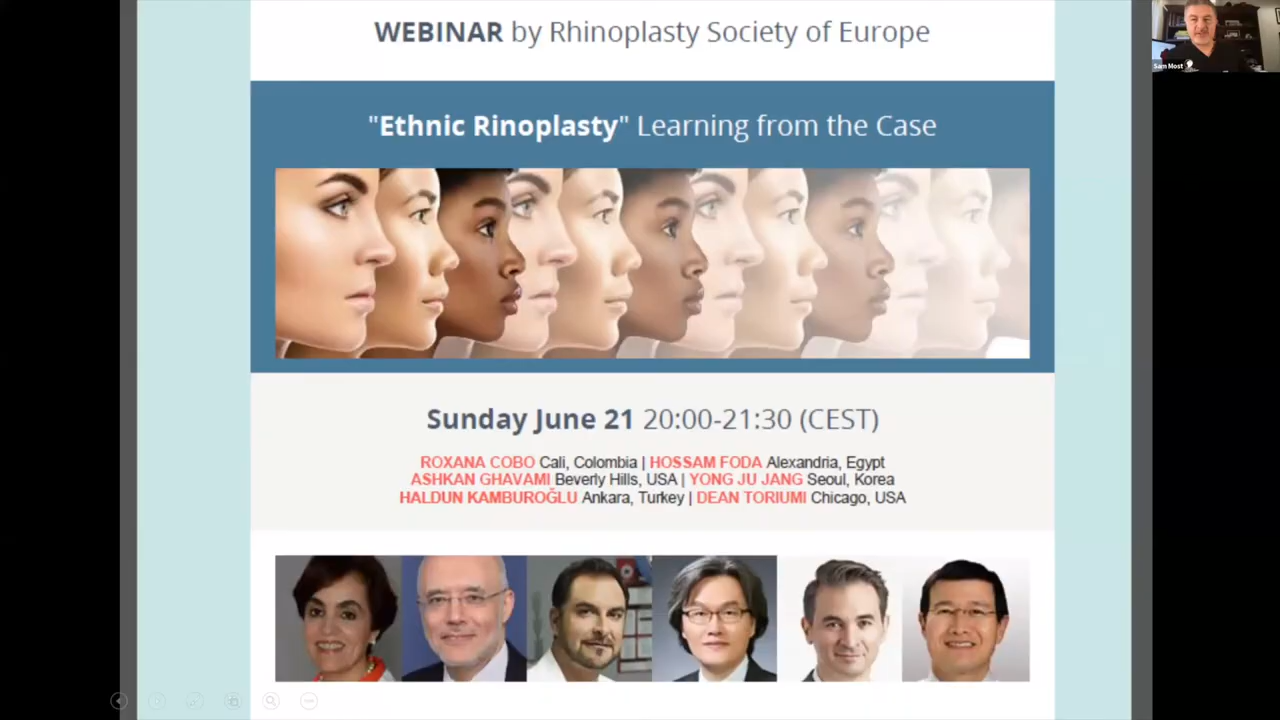 WEBINAR by Rhinoplasty Society of Europe
Sam Most
"Ethnic Rinoplasty" Learning from the Case
Sunday June 21 20:00-21:30 (CEST)
ROXANA COBO Cali, Colombia | HOSSAM FODA Alexandria, Egypt
ASHKAN GHAVAMI Beverly Hills, USA | YONG JU JANG Seoul, Korea
HALDUN KAMBUROĞLU Ankara, Turkey | DEAN TORIUMI Chicago, USA